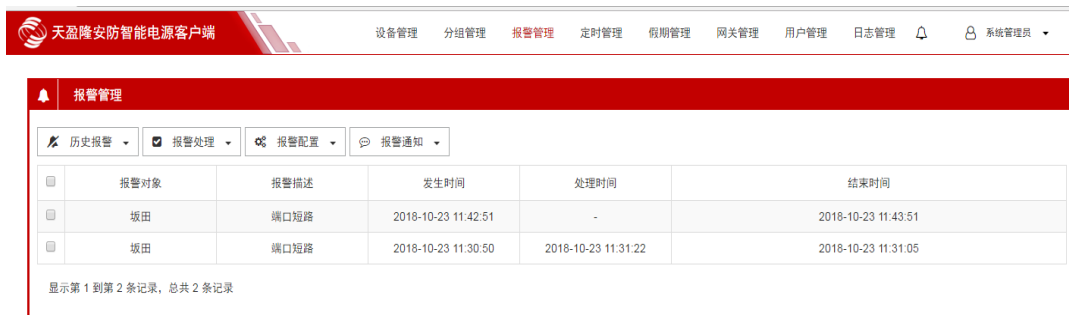 天盈隆安防智能电源客户端 设备管理 分组管理 报警管理 定时管理 假期管理 网关管理 用户管理 日志管理 系统管理员
报警管理
历史报警 报警处理 报警配置 报警通知
报警对象 报警描述 发生时间 处理时间 结束时间
坂田 端口短路 2018-10-23 11:42:51 - 2018-10-23 11:43:51
坂田 端口短路 2018-10-23 11:30:50 2018-10-23 11:31:22 2018-10-23 11:31:05
显示第 1 到第 2 条记录，总共 2 条记录